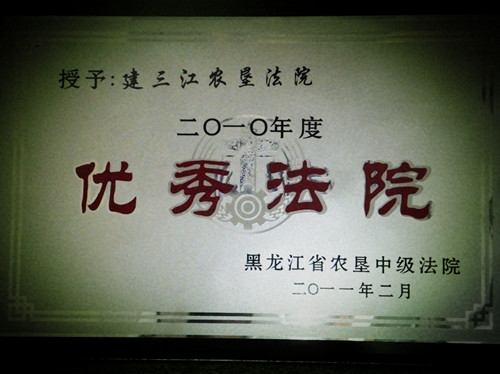 授予:建三江农垦法院
二〇一〇年度
优秀法院
黑龙江省农垦中级法院
二〇一一年二月